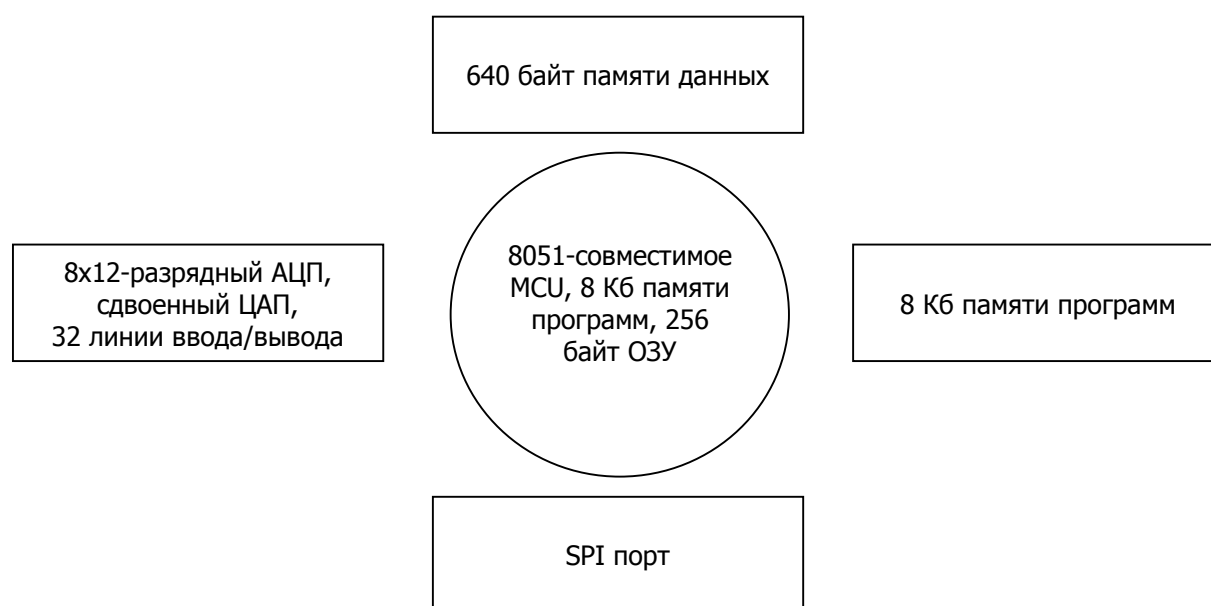 640 байт памяти данных
8х12-разрядный АЦП,
сдвоенный ЦАП,
32 линии ввода/вывода
8051-совместимое
MCU, 8 Кб памяти
программ, 256
байт ОЗУ
8 Кб памяти программ
SPI порт